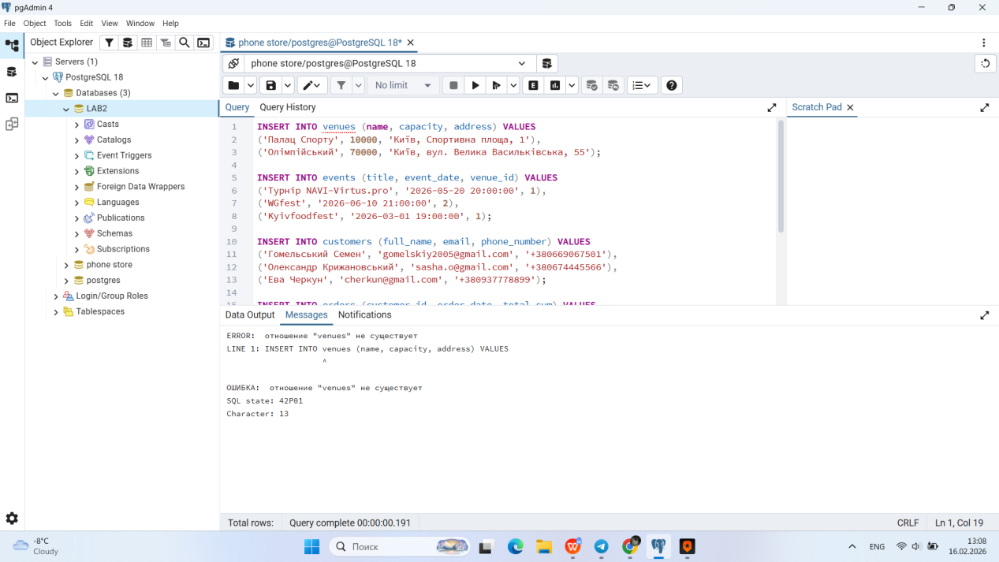 pgAdmin 4
File Object Tools Edit View Window Help
Object Explorer
phone store/postgres@PostgreSQL 18*
Servers (1)
PostgreSQL 18
Databases (3)
LAB2
Casts
Catalogs
Event Triggers
Extensions
Foreign Data Wrappers
Languages
Publications
Schemas
Subscriptions
phone store
postgres
Login/Group Roles
Tablespaces
phone store/postgres@PostgreSQL 18
No limit
E
Query Query History
Scratch Pad
1 INSERT INTO venues (name, capacity, address) VALUES
2 ('Палац Спорту', 10000, 'Київ, Спортивна площа, 1'),
3 ('Олімпійський', 70000, 'Київ, вул. Велика Васильківська, 55');
4
5 INSERT INTO events (title, event_date, venue_id) VALUES
6 ('Турнір NAVI-Virtus.pro', '2026-05-20 20:00:00', 1),
7 ('WGfest', '2026-06-10 21:00:00', 2),
8 ('Kyivfoodfest', '2026-03-01 19:00:00', 1);
9
10 INSERT INTO customers (full_name, email, phone_number) VALUES
11 ('Гомельський Семен', 'gomelskiy2005@gmail.com', '+380669067501'),
12 ('Олександр Крижановський', 'sasha.o@gmail.com', '+380674445566'),
13 ('Ева Черкун', 'cherkun@gmail.com', '+380937778899');
14
15 INSERT INTO orders (customer_id, order_date, total_sum) VALUES
Data Output Messages Notifications
ERROR: отношение "venues" не существует
LINE 1: INSERT INTO venues (name, capacity, address) VALUES
^
ОШИБКА: отношение "venues" не существует
SQL state: 42P01
Character: 13
Total rows: Query complete 00:00:00.191
CRLF Ln 1, Col 19
-8°C
Cloudy
Поиск
ENG
13:08
16.02.2026